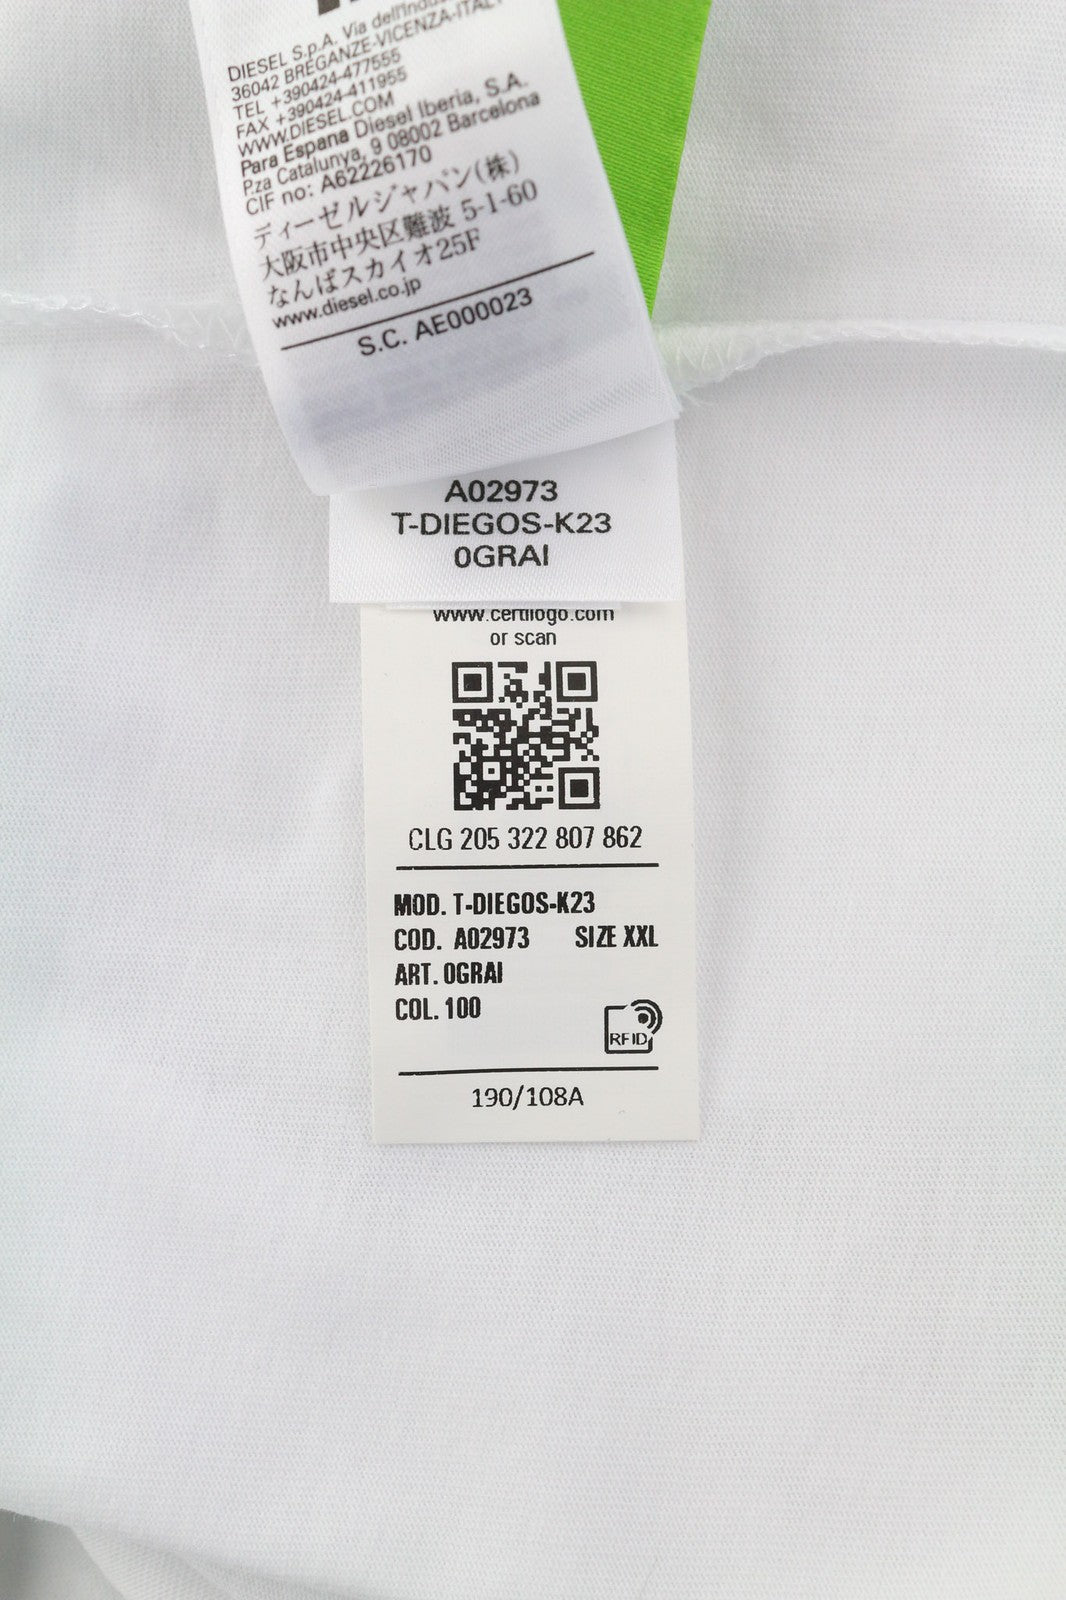 DIESEL S.p.A. Via dell'Indus
36042 BREGANZE-VICENZA-ITALY
TEL +390424-477555
FAX +390424-411955
WWW.DIESEL.COM
Para Espana Diesel Iberia, S.A.
P.za Catalunya, 9 08002 Barcelona
CIF no: A62226170
ディーゼルジャパン(株)
大阪市中央区難波 5-1-60
なんばスカイオ25F
www.diesel.co.jp
S.C. AE000023
A02973
T-DIEGOS-K23
0GRAI
www.certilogo.com
or scan
CLG 205 322 807 862
MOD. T-DIEGOS-K23
COD. A02973 SIZE XXL
ART. 0GRAI
COL. 100
RFID
190/108A